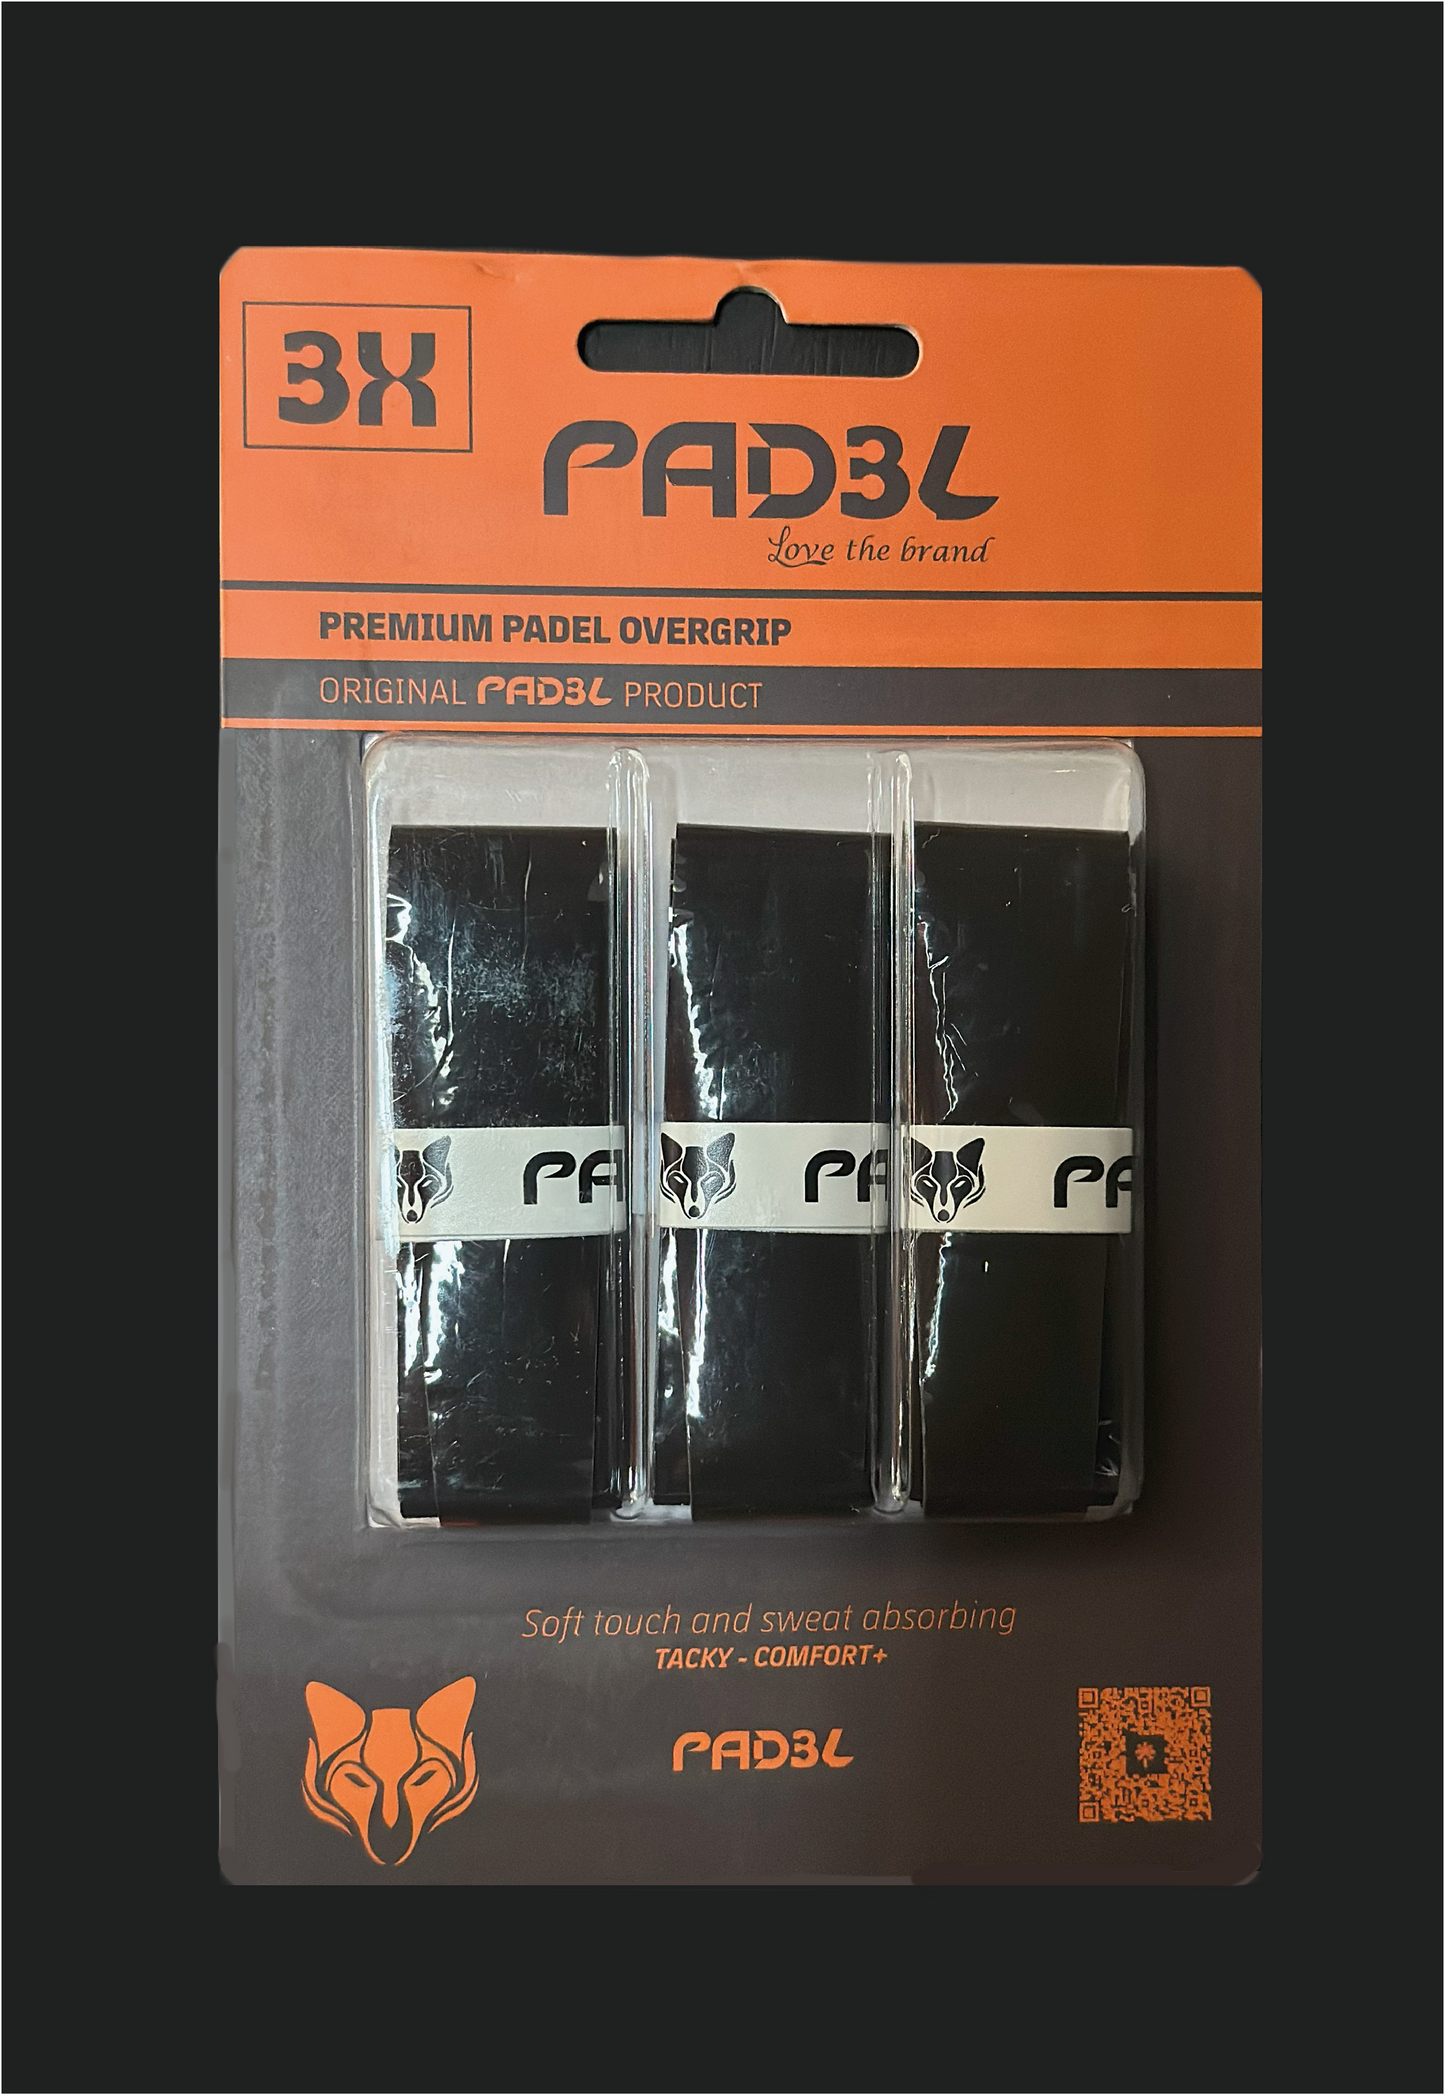 3X
PAD3L
Love the brand
PREMIUM PADEL OVERGRIP
ORIGINAL PAD3L PRODUCT
PA PA PA
Soft touch and sweat absorbing
TACKY - COMFORT+
PAD3L